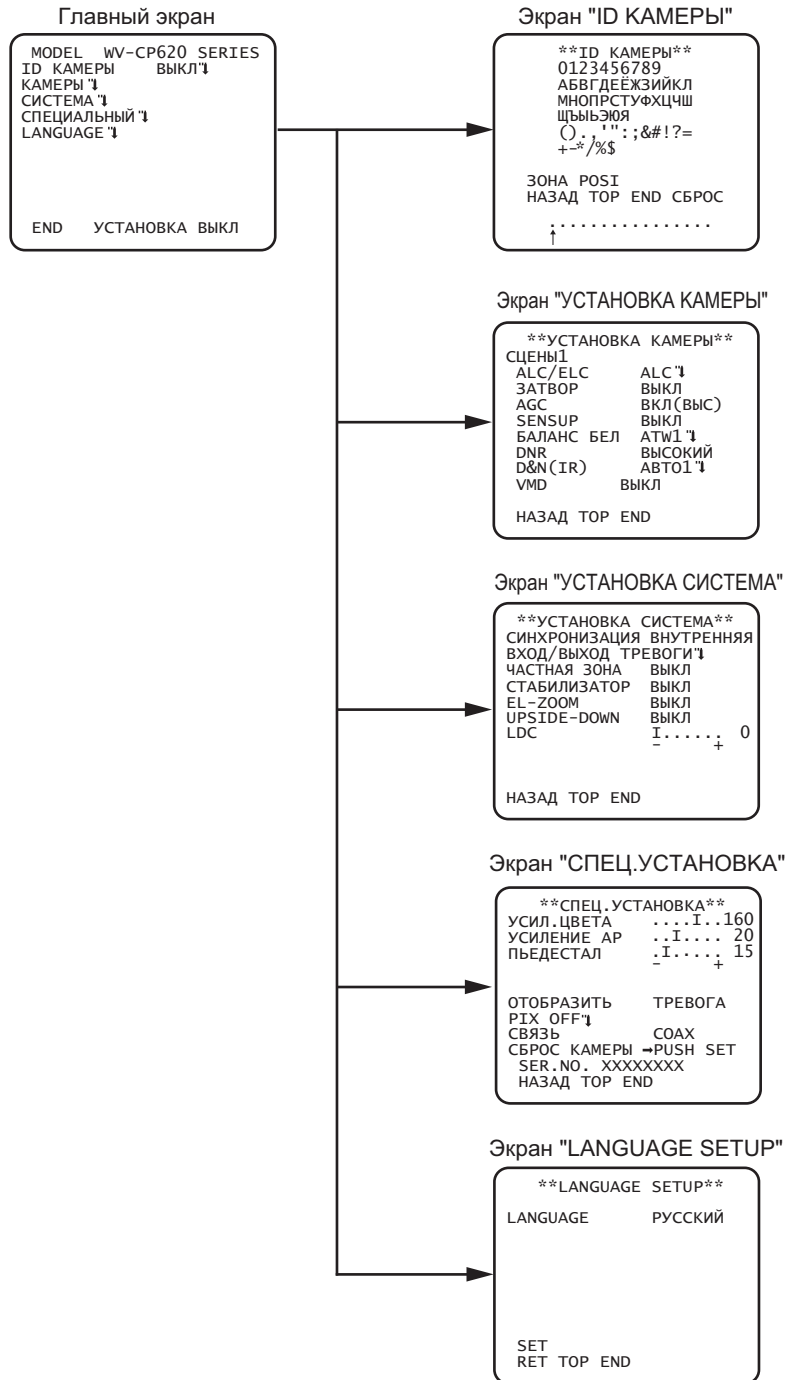 Главный экран
MODEL WV-CP620 SERIES
ID КАМЕРЫ ВЫКЛ
КАМЕРЫ
СИСТЕМА
СПЕЦИАЛЬНЫЙ
LANGUAGE
END УСТАНОВКА ВЫКЛ
Экран "ID КАМЕРЫ"
**ID КАМЕРЫ**
0123456789
АБВГДЕЁЖЗИЙКЛ
МНОПРСТУФХЦЧШ
ЩЪЫЬЭЮЯ
().,'":;&#!?=
+-*/%$
ЗОНА POSI
НАЗАД TOP END СБРОС
................
↑
Экран "УСТАНОВКА КАМЕРЫ"
**УСТАНОВКА КАМЕРЫ**
СЦЕНЫ1
ALC/ELC ALC
ЗАТВОР ВЫКЛ
AGC ВКЛ(ВЫС)
SENSUP ВЫКЛ
БАЛАНС БЕЛ ATW1
DNR ВЫСОКИЙ
D&N(IR) АВТО1
VMD ВЫКЛ
НАЗАД TOP END
Экран "УСТАНОВКА СИСТЕМА"
**УСТАНОВКА СИСТЕМА**
СИНХРОНИЗАЦИЯ ВНУТРЕННЯЯ
ВХОД/ВЫХОД ТРЕВОГИ
ЧАСТНАЯ ЗОНА ВЫКЛ
СТАБИЛИЗАТОР ВЫКЛ
EL-ZOOM ВЫКЛ
UPSIDE-DOWN ВЫКЛ
LDC I...... 0
- +
НАЗАД TOP END
Экран "СПЕЦ.УСТАНОВКА"
**СПЕЦ.УСТАНОВКА**
УСИЛ.ЦВЕТА ....I..160
УСИЛЕНИЕ АР ..I.... 20
ПЬЕДЕСТАЛ .I..... 15
- +
ОТОБРАЗИТЬ ТРЕВОГА
PIX OFF
СВЯЗЬ COAX
СБРОС КАМЕРЫ →PUSH SET
SER.NO. XXXXXXXX
НАЗАД TOP END
Экран "LANGUAGE SETUP"
**LANGUAGE SETUP**
LANGUAGE РУССКИЙ
SET
RET TOP END